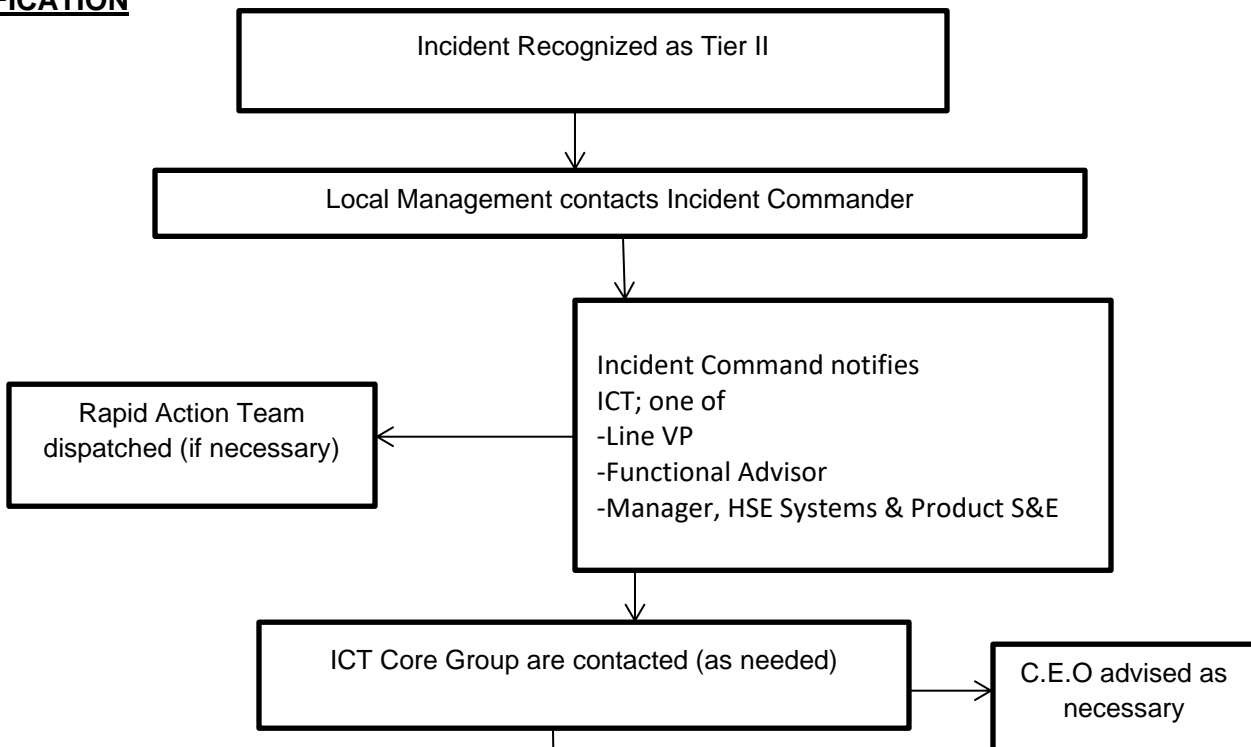 FICATION
Incident Recognized as Tier II
Local Management contacts Incident Commander
Incident Command notifies
ICT; one of
-Line VP
-Functional Advisor
-Manager, HSE Systems & Product S&E
Rapid Action Team
dispatched (if necessary)
ICT Core Group are contacted (as needed)
C.E.O advised as
necessary